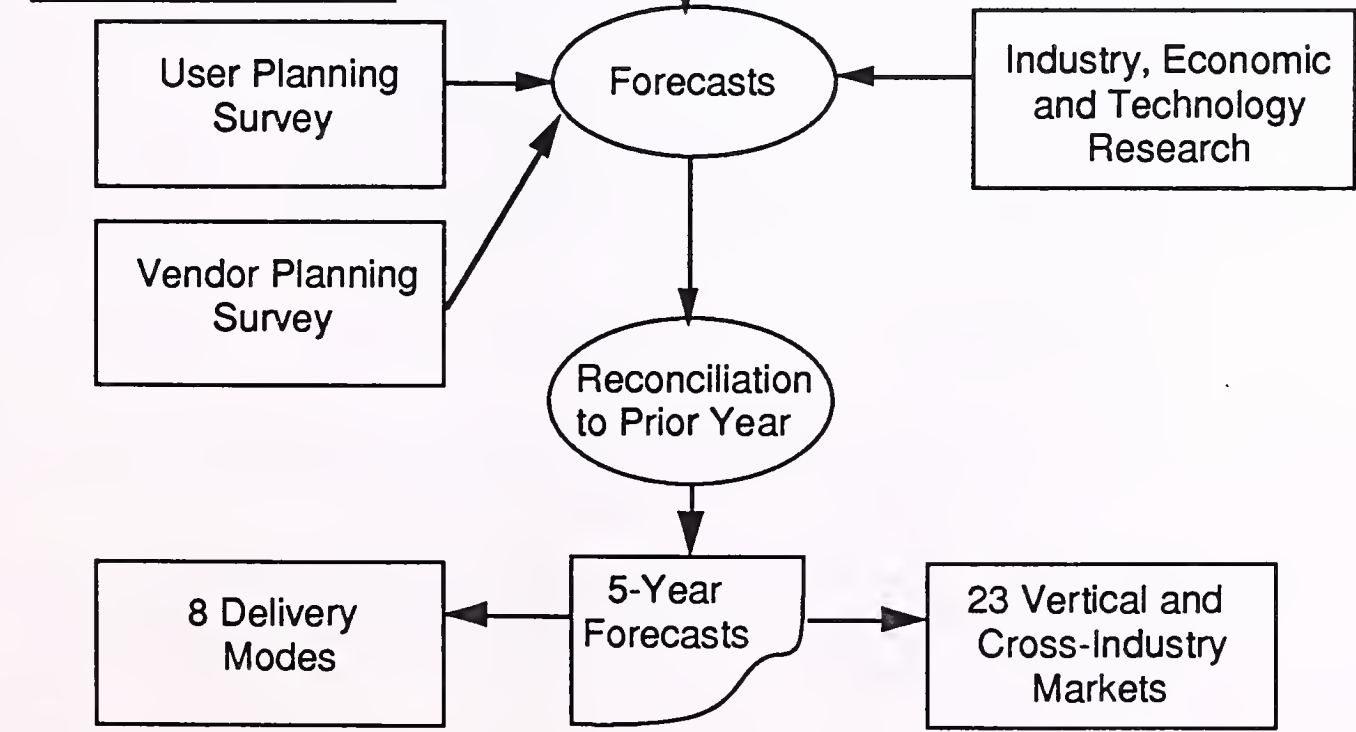 User Planning
Survey
Forecasts
Industry, Economic
and Technology
Research
Vendor Planning
Survey
Reconciliation
to Prior Year
8 Delivery
Modes
5-Year
Forecasts
23 Vertical and
Cross-Industry
Markets